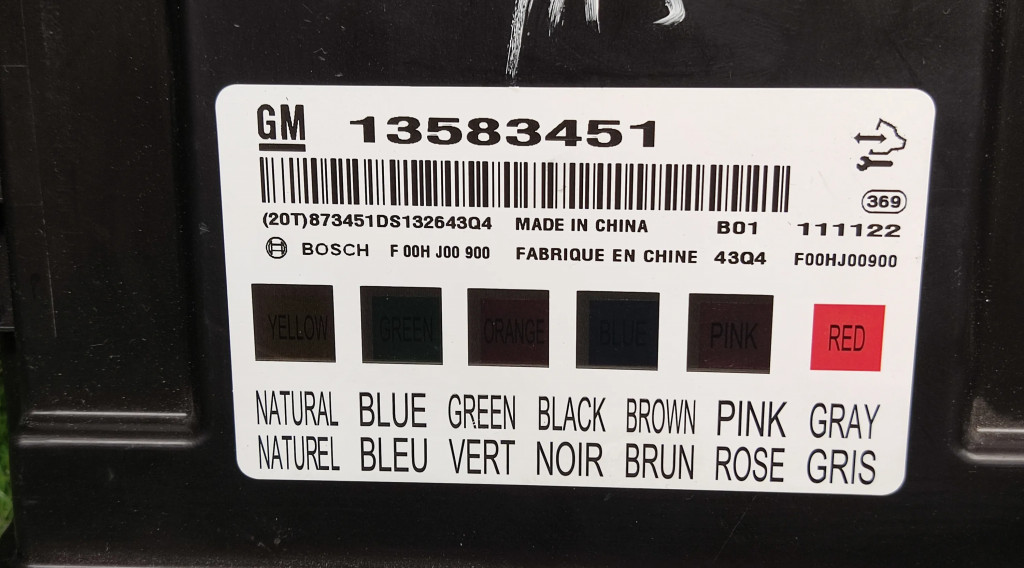 GM 13583451
369
(20T)873451DS132643Q4 MADE IN CHINA B01 111122
BOSCH F 00H J00 900 FABRIQUE EN CHINE 43Q4 F00HJ00900
YELLOW GREEN ORANGE BLUE PINK RED
NATURAL BLUE GREEN BLACK BROWN PINK GRAY
NATUREL BLEU VERT NOIR BRUN ROSE GRIS